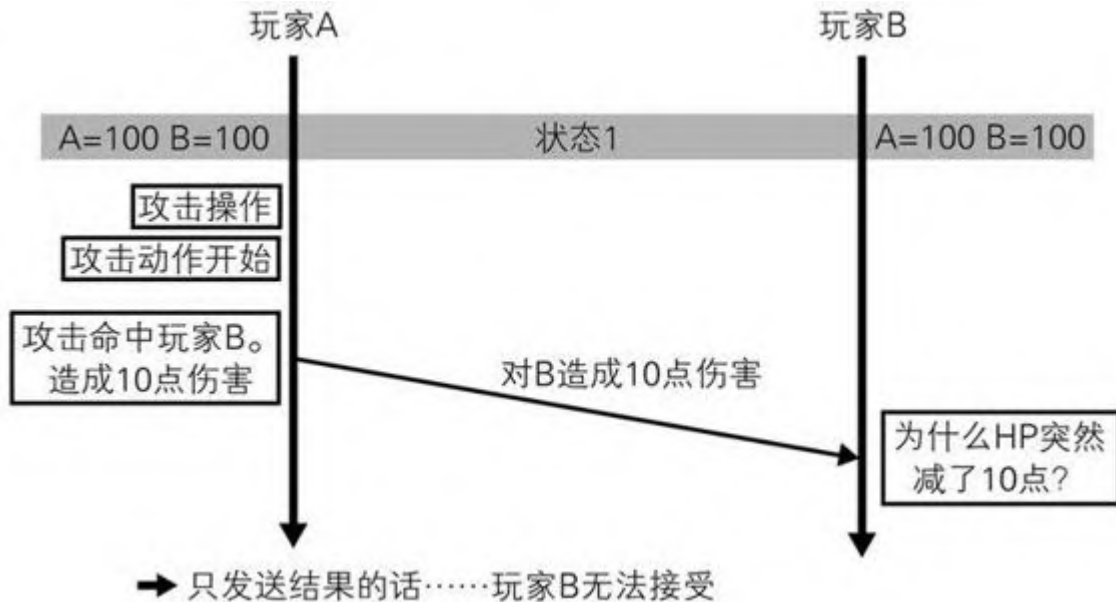 玩家A
玩家B
A=100 B=100
状态1
A=100 B=100
攻击操作
攻击动作开始
攻击命中玩家B。
造成10点伤害
对B造成10点伤害
为什么HP突然
减了10点？
➡ 只发送结果的话……玩家B无法接受